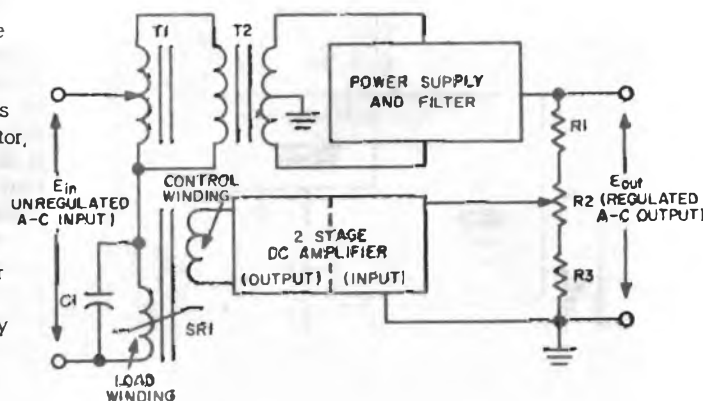 e
s
tor,
r
y
T1
T2
POWER SUPPLY
AND FILTER
R1
Ein
UNREGULATED
A-C INPUT)
CONTROL
WINDING
2 STAGE
DC AMPLIFIER
(OUTPUT) (INPUT)
R2
Eout
(REGULATED
A-C OUTPUT)
R3
C1
SR1
LOAD
WINDING